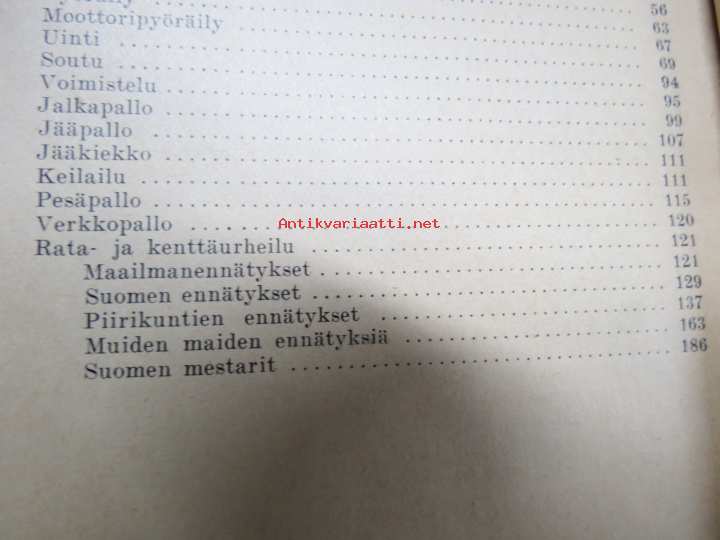 56
63
Moottoripyöräily 67
Uinti 69
Soutu 94
Voimistelu 95
Jalkapallo 99
Jääpallo 107
Jääkiekko 111
Keilailu 111
Pesäpallo 115
Verkkopallo 120
Antikvariaatti.net
Rata- ja kenttäurheilu 121
Maailmanennätykset 121
Suomen ennätykset 129
Piirikuntien ennätykset 137
Muiden maiden ennätyksiä 163
Suomen mestarit 186